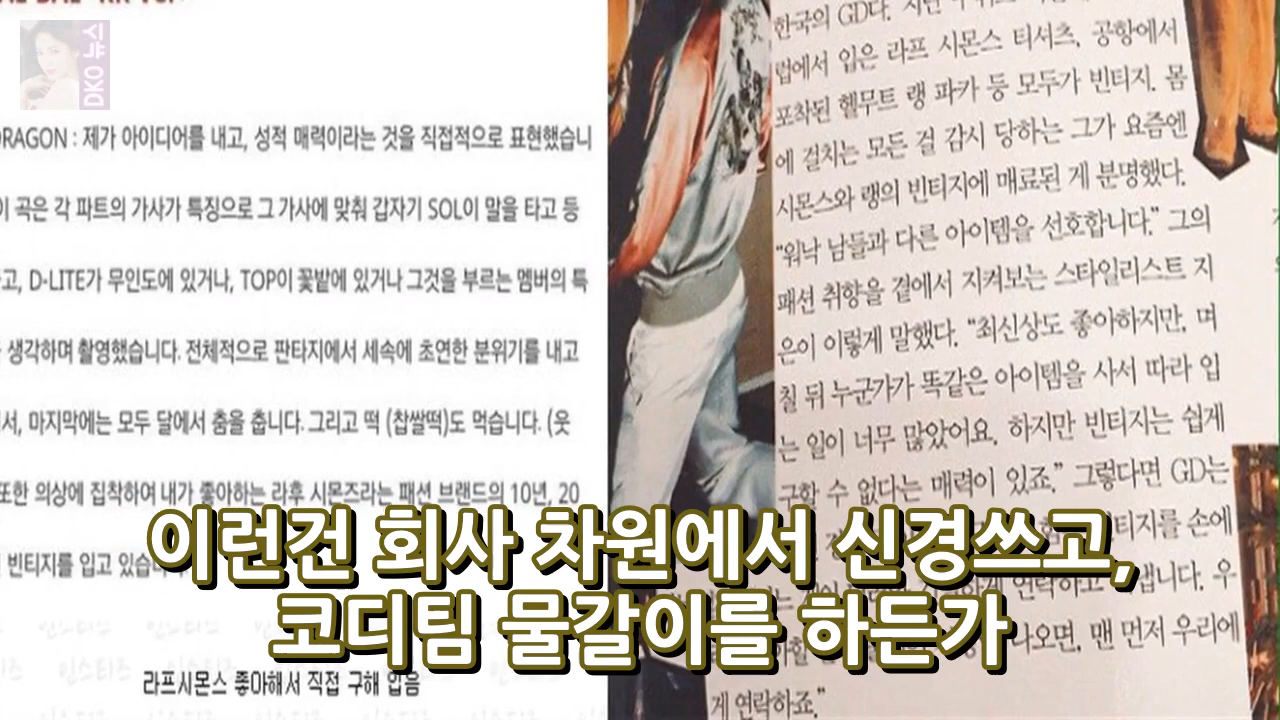 DKO 뉴스
DRAGON : 제가 아이디어를 내고, 성적 매력이라는 것을 직접적으로 표현했습니
이 곡은 각 파트의 가사가 특징으로 그 가사에 맞춰 갑자기 SOL이 말을 타고 등
고, D-LITE가 무인도에 있거나, TOP이 꽃밭에 있거나 그것을 부르는 멤버의 특
생각하며 촬영했습니다. 전체적으로 판타지에서 세속에 초연한 분위기를 내고
서, 마지막에는 모두 달에서 춤을 춥니다. 그리고 떡 (찹쌀떡)도 먹습니다. (웃
또한 의상에 집착하여 내가 좋아하는 라후 시몬즈라는 패션 브랜드의 10년, 20
빈티지를 입고 있습
라프시몬스 좋아해서 직접 구해 입음
한국의 GD다.
럽에서 입은 라프 시몬스 티셔츠, 공항에서
포착된 헬무트 랭 파카 등 모두가 빈티지. 몸
에 걸치는 모든 걸 감시 당하는 그가 요즘엔
시몬스와 랭의 빈티지에 매료된 게 분명했다.
“워낙 남들과 다른 아이템을 선호합니다.” 그의
패션 취향을 곁에서 지켜보는 스타일리스트 지
은이 이렇게 말했다. “최신상도 좋아하지만, 며
칠 뒤 누군가가 똑같은 아이템을 사서 따라 입
는 일이 너무 많았어요. 하지만 빈티지는 쉽게
구할 수 없다는 매력이 있죠.” 그렇다면 GD는
빈티지를 손에
연락하고 보냅니다. 우
나오면, 맨 먼저 우리에
게 연락하죠.”
이런건 회사 차원에서 신경쓰고,
코디팀 물갈이를 하든가